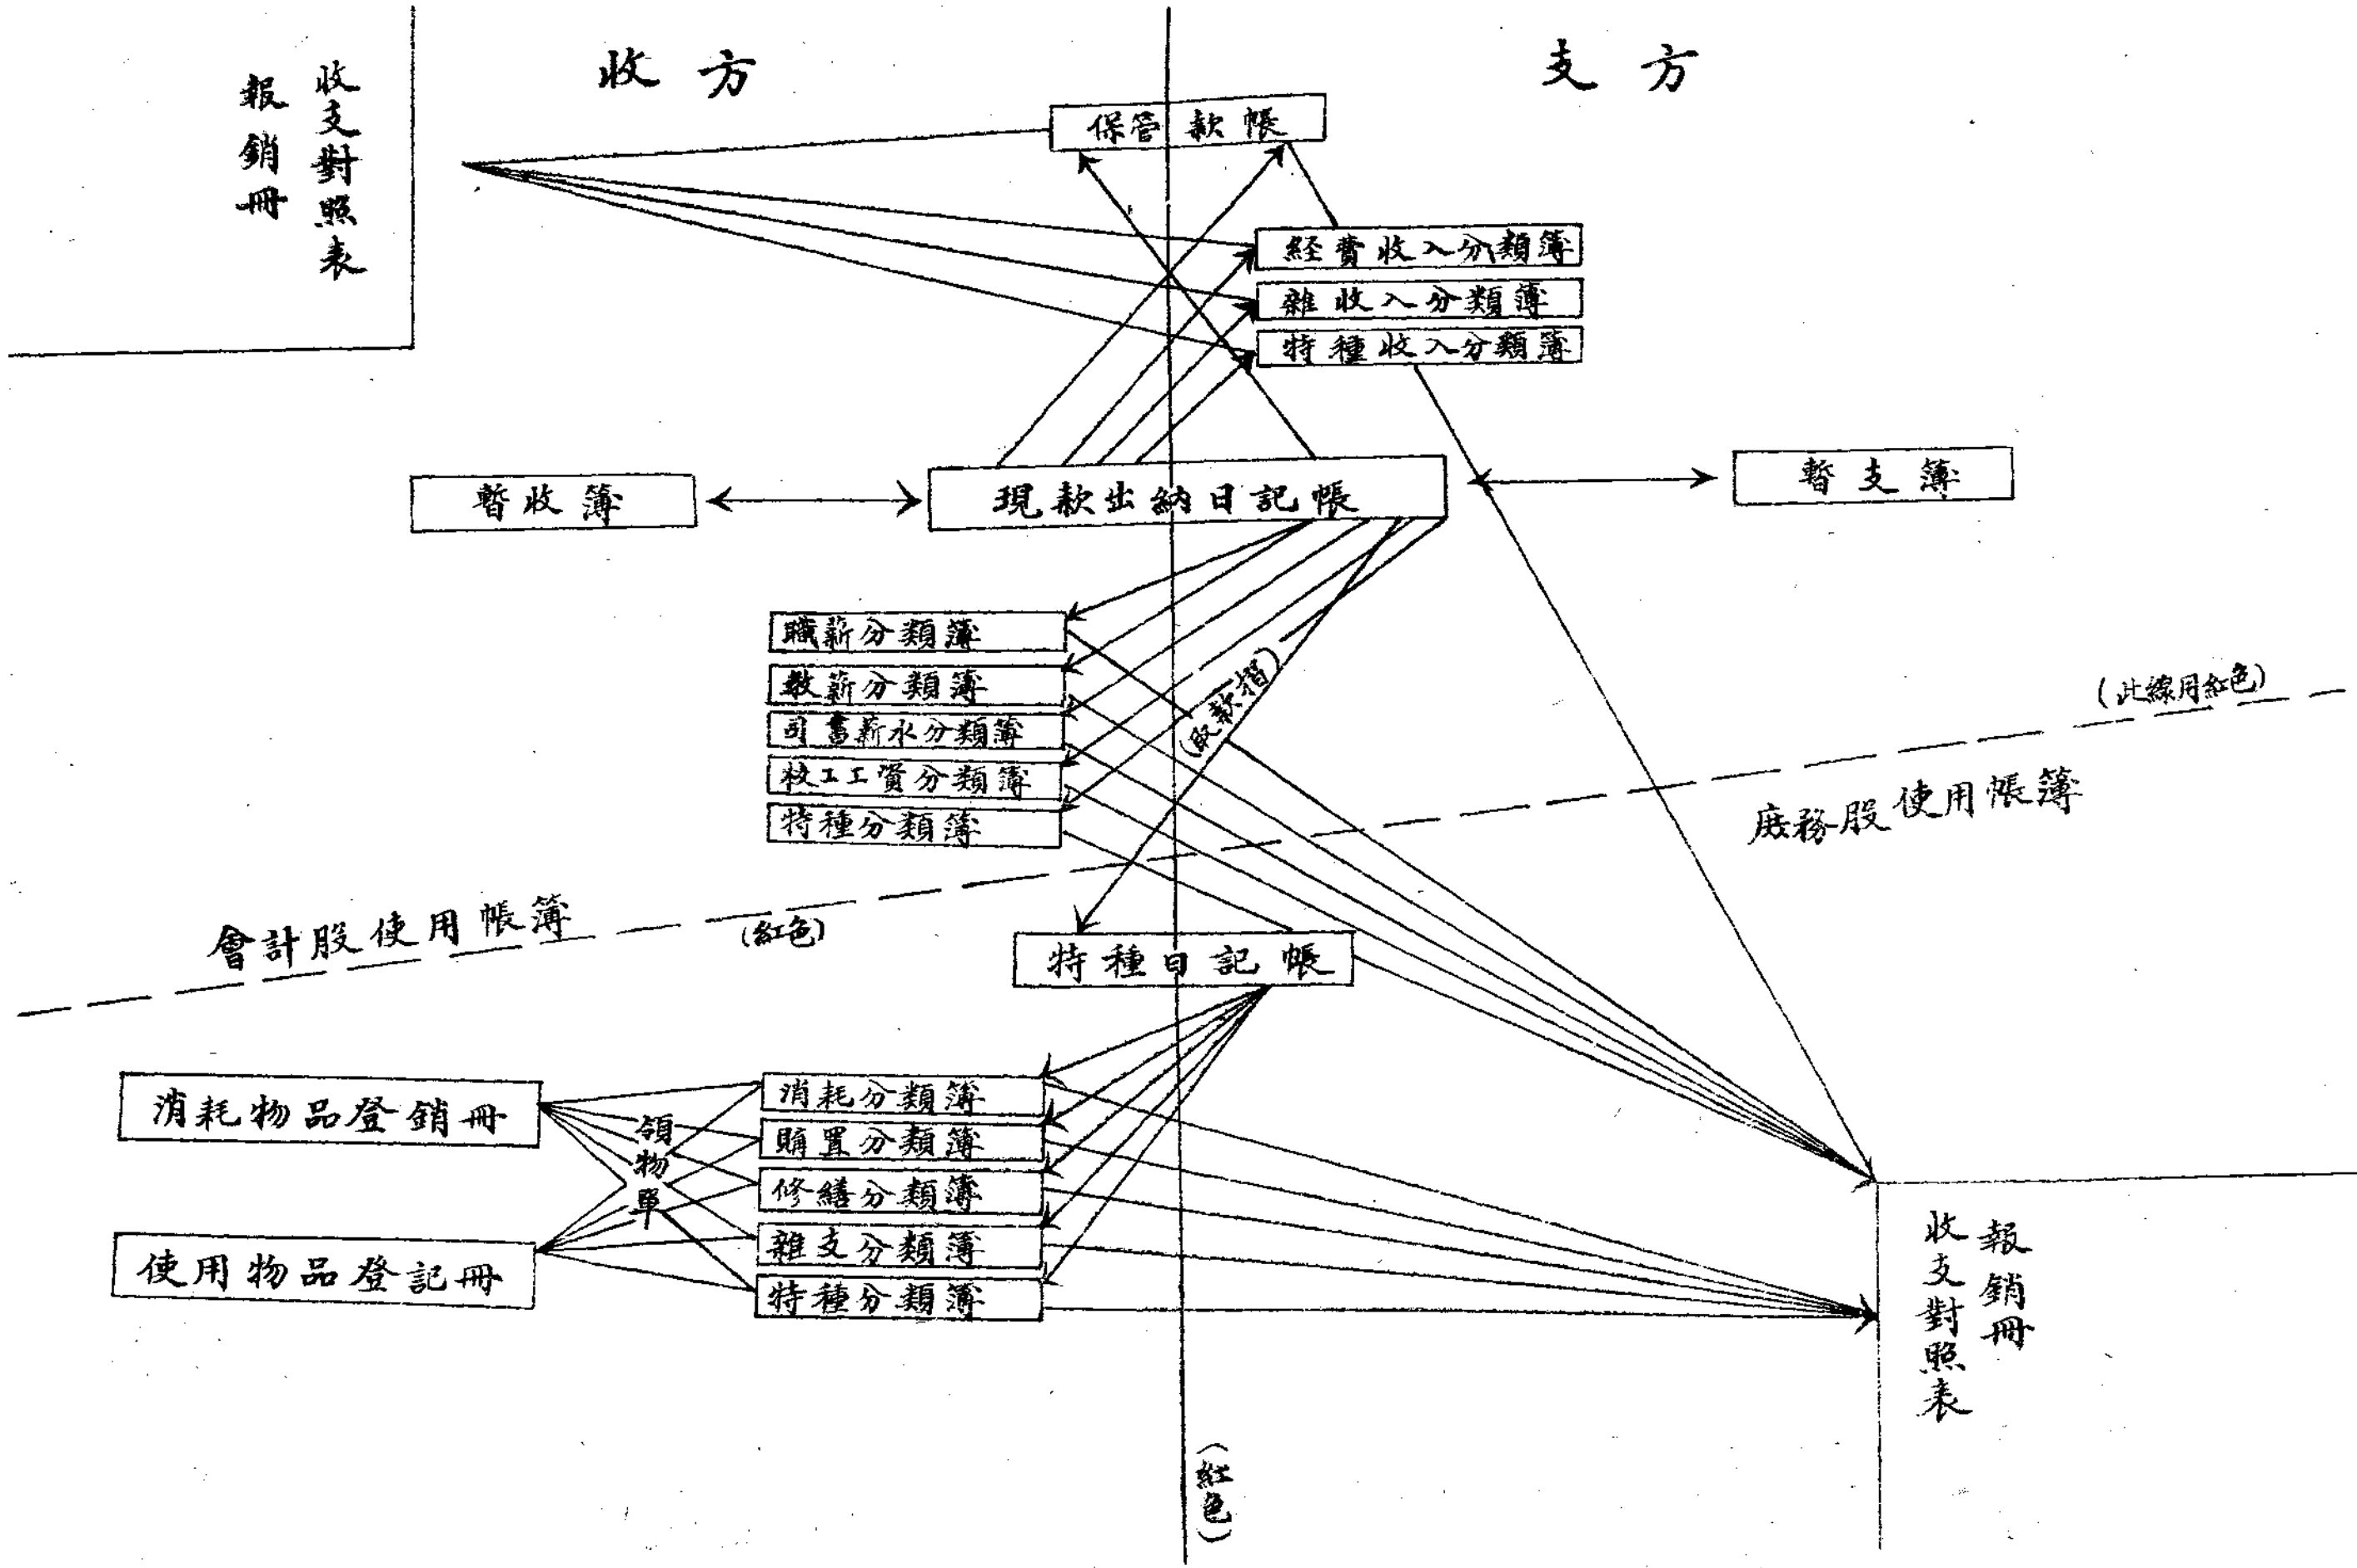 收方
支方
收支對照表
報銷冊
保管款帳
経費收入分類簿
雜收入分類簿
特種收入分類簿
暫收簿
現款出納日記帳
暫支簿
職薪分類簿
教薪分類簿
司書薪水分類簿
校工工資分類簿
特種分類簿
(取款摺)
(此線用紅色)
庶務股使用帳簿
會計股使用帳簿
(紅色)
特種日記帳
消耗物品登銷冊
使用物品登記冊
領物單
消耗分類簿
購置分類簿
修繕分類簿
雜支分類簿
特種分類簿
報銷冊
收支對照表
(紅色)